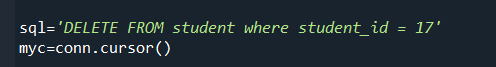 sql='DELETE FROM student where student_id = 17'
myc=conn.cursor()